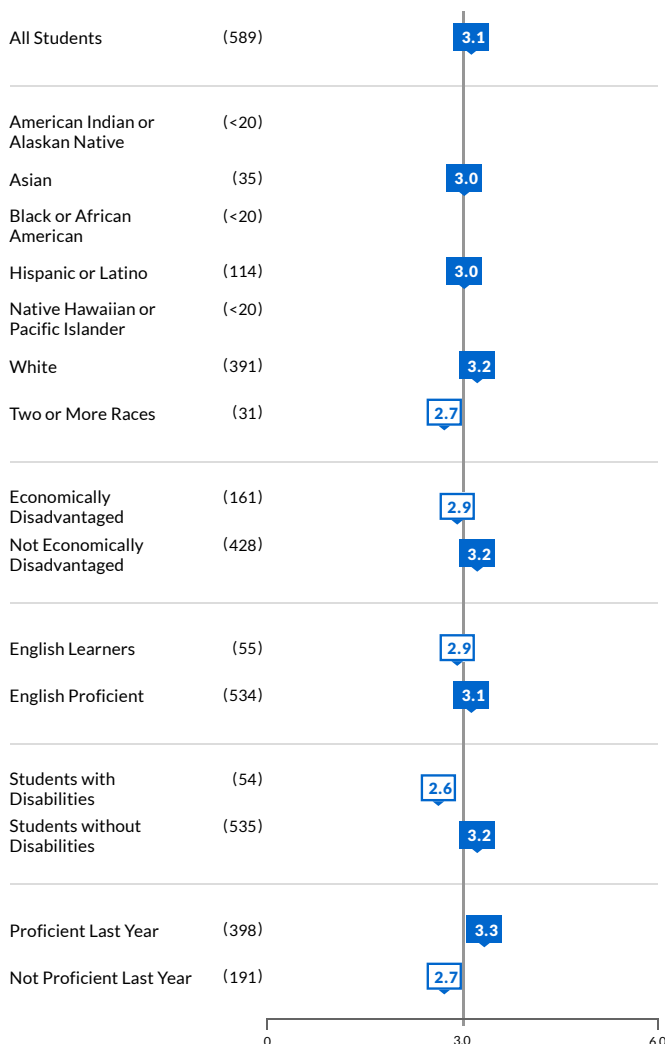 All Students (589) 3.1
American Indian or (<20)
Alaskan Native
Asian (35) 3.0
Black or African (<20)
American
Hispanic or Latino (114) 3.0
Native Hawaiian or (<20)
Pacific Islander
White (391) 3.2
Two or More Races (31) 2.7
Economically (161) 2.9
Disadvantaged
Not Economically (428) 3.2
Disadvantaged
English Learners (55) 2.9
English Proficient (534) 3.1
Students with (54) 2.6
Disabilities
Students without (535) 3.2
Disabilities
Proficient Last Year (398) 3.3
Not Proficient Last Year (191) 2.7
0 3.0 6.0